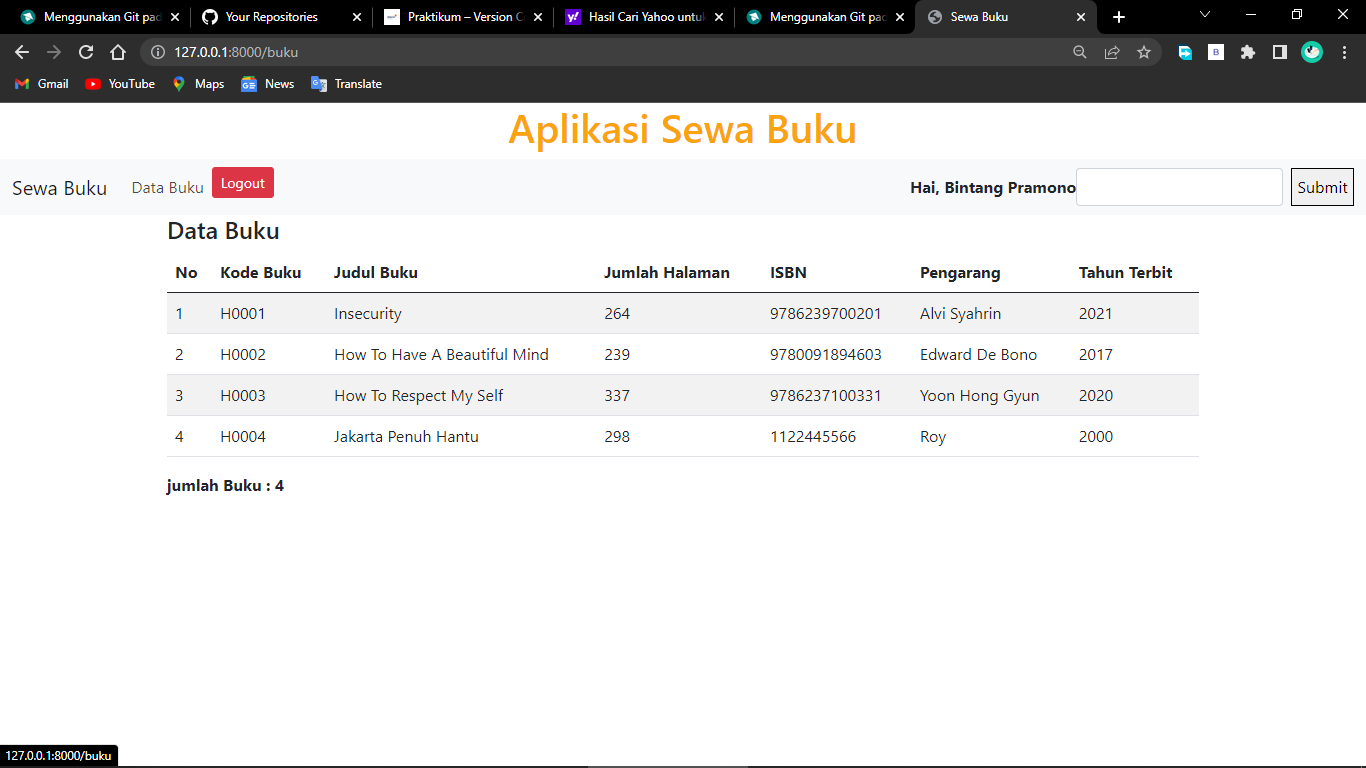 Menggunakan Git pad
Your Repositories
Praktikum – Version C
Hasil Cari Yahoo untuk
Menggunakan Git pad
Sewa Buku
127.0.0.1:8000/buku
Gmail YouTube Maps News Translate
Aplikasi Sewa Buku
Sewa Buku Data Buku Logout Hai, Bintang Pramono Submit
Data Buku
No Kode Buku Judul Buku Jumlah Halaman ISBN Pengarang Tahun Terbit
1 H0001 Insecurity 264 9786239700201 Alvi Syahrin 2021
2 H0002 How To Have A Beautiful Mind 239 9780091894603 Edward De Bono 2017
3 H0003 How To Respect My Self 337 9786237100331 Yoon Hong Gyun 2020
4 H0004 Jakarta Penuh Hantu 298 1122445566 Roy 2000
jumlah Buku : 4
127.0.0.1:8000/buku